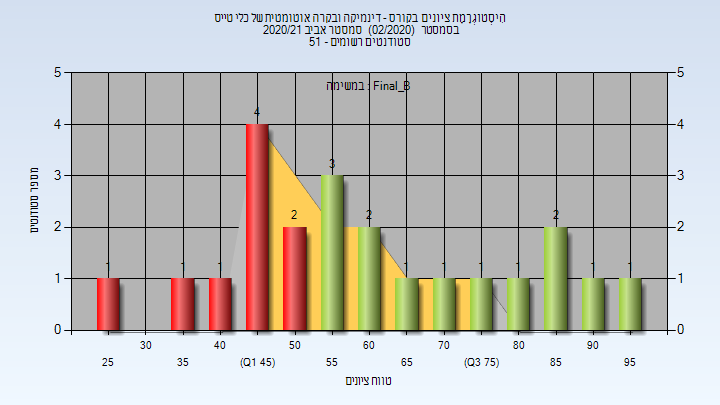 הִיסְטוֹגְרָמַת ציונים בקורס - דינמיקה ובקרה אוטומטית של כלי טייס
בסמסטר (02/2020) סמסטר אביב 2020/21
סטודנטים רשומים - 51
במשימה : Final_B
מספר סטודנטים
5 5
4 4
3 3
2 2
1 1
0 0
1 1 1 4 2 3 2 1 1 1 1 2 1 1
30 40 50 60 70 80 90
25 35 (Q1 45) 55 65 (Q3 75) 85 95
טווח ציונים